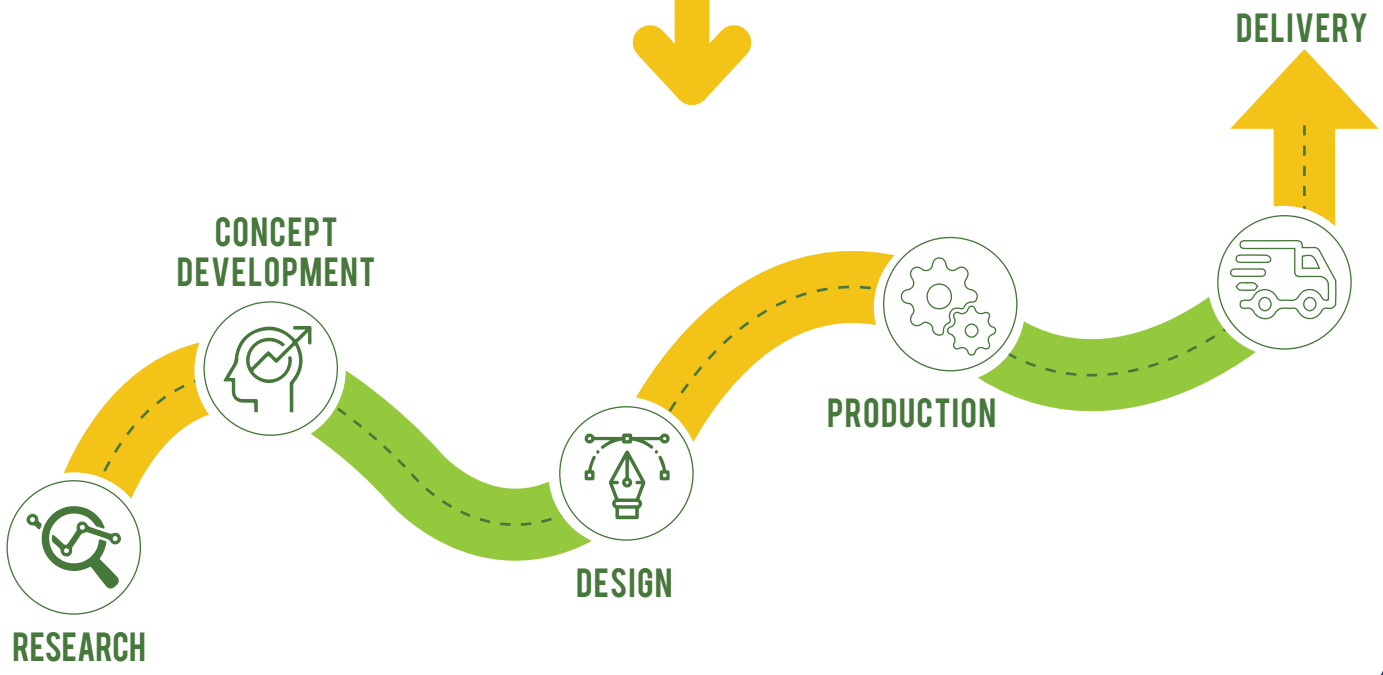 DELIVERY
CONCEPT
DEVELOPMENT
PRODUCTION
DESIGN
RESEARCH